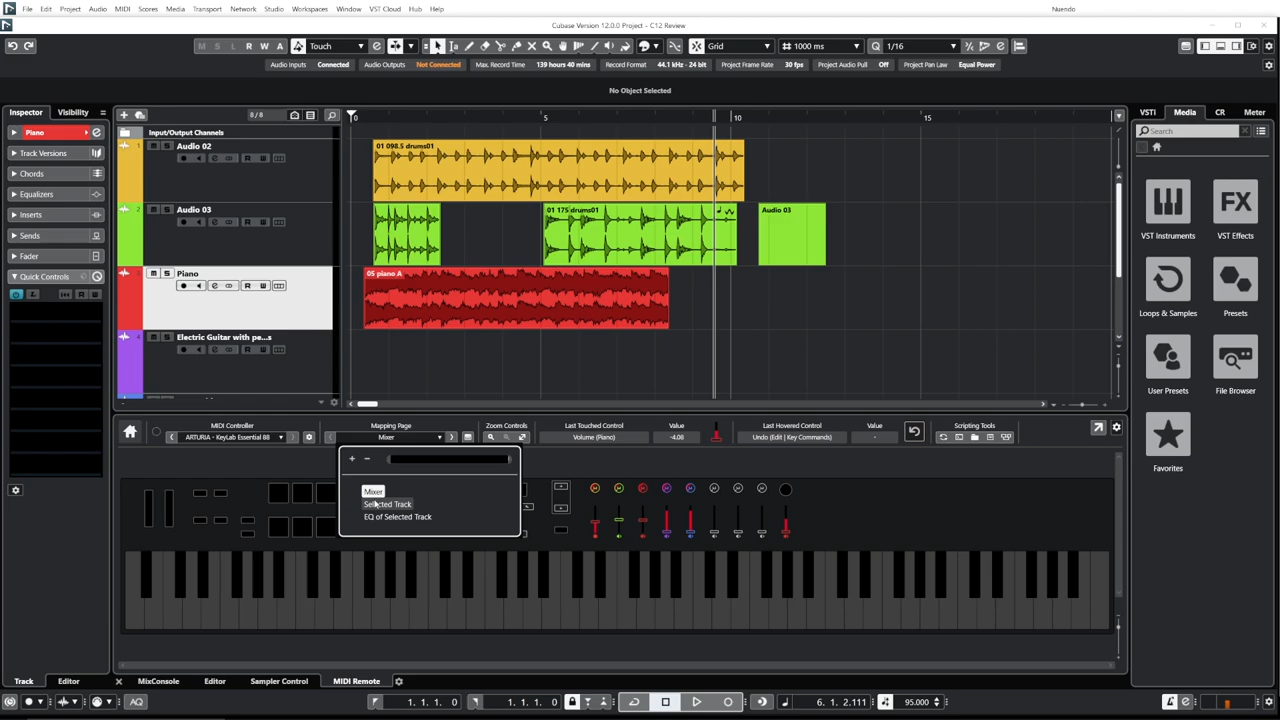 File Edit Project Audio MIDI Scores Media Transport Network Studio Workspaces Window VST Cloud Hub Help Nuendo
Cubase Version 12.0.0 Project - C12 Review
M S L R W A Touch Grid 1000 ms Q 1/16
Audio Inputs Connected Audio Outputs Not Connected Max. Record Time 139 hours 40 mins Record Format 44.1 kHz - 24 bit Project Frame Rate 30 fps Project Audio Pull Off Project Pan Law Equal Power
No Object Selected
Inspector Visibility 8/8 0 5 10 15 VSTi Media CR Meter
Piano Input/Output Channels Search
Track Versions 1 M S Audio 02 01 098.5 drums01
R W
Chords
Equalizers
Inserts 2 M S Audio 03 01 175 drums01 Audio 03
R W
Sends VST Instruments VST Effects
Fader
Quick Controls M S Piano 05 piano A
R W
Loops & Samples Presets
4 M S Electric Guitar with pe...s
User Presets File Browser
MIDI Controller Mapping Page Zoom Controls Last Touched Control Value Last Hovered Control Value Scripting Tools
ARTURIA - KeyLab Essential 88 Mixer Volume (Piano) -4.08 Undo (Edit | Key Commands) -
Favorites
+ −
Mixer
Selected Track
EQ of Selected Track
Track Editor MixConsole Editor Sampler Control MIDI Remote
AQ 1. 1. 1. 0 1. 1. 1. 0 6. 1. 2.111 95.000